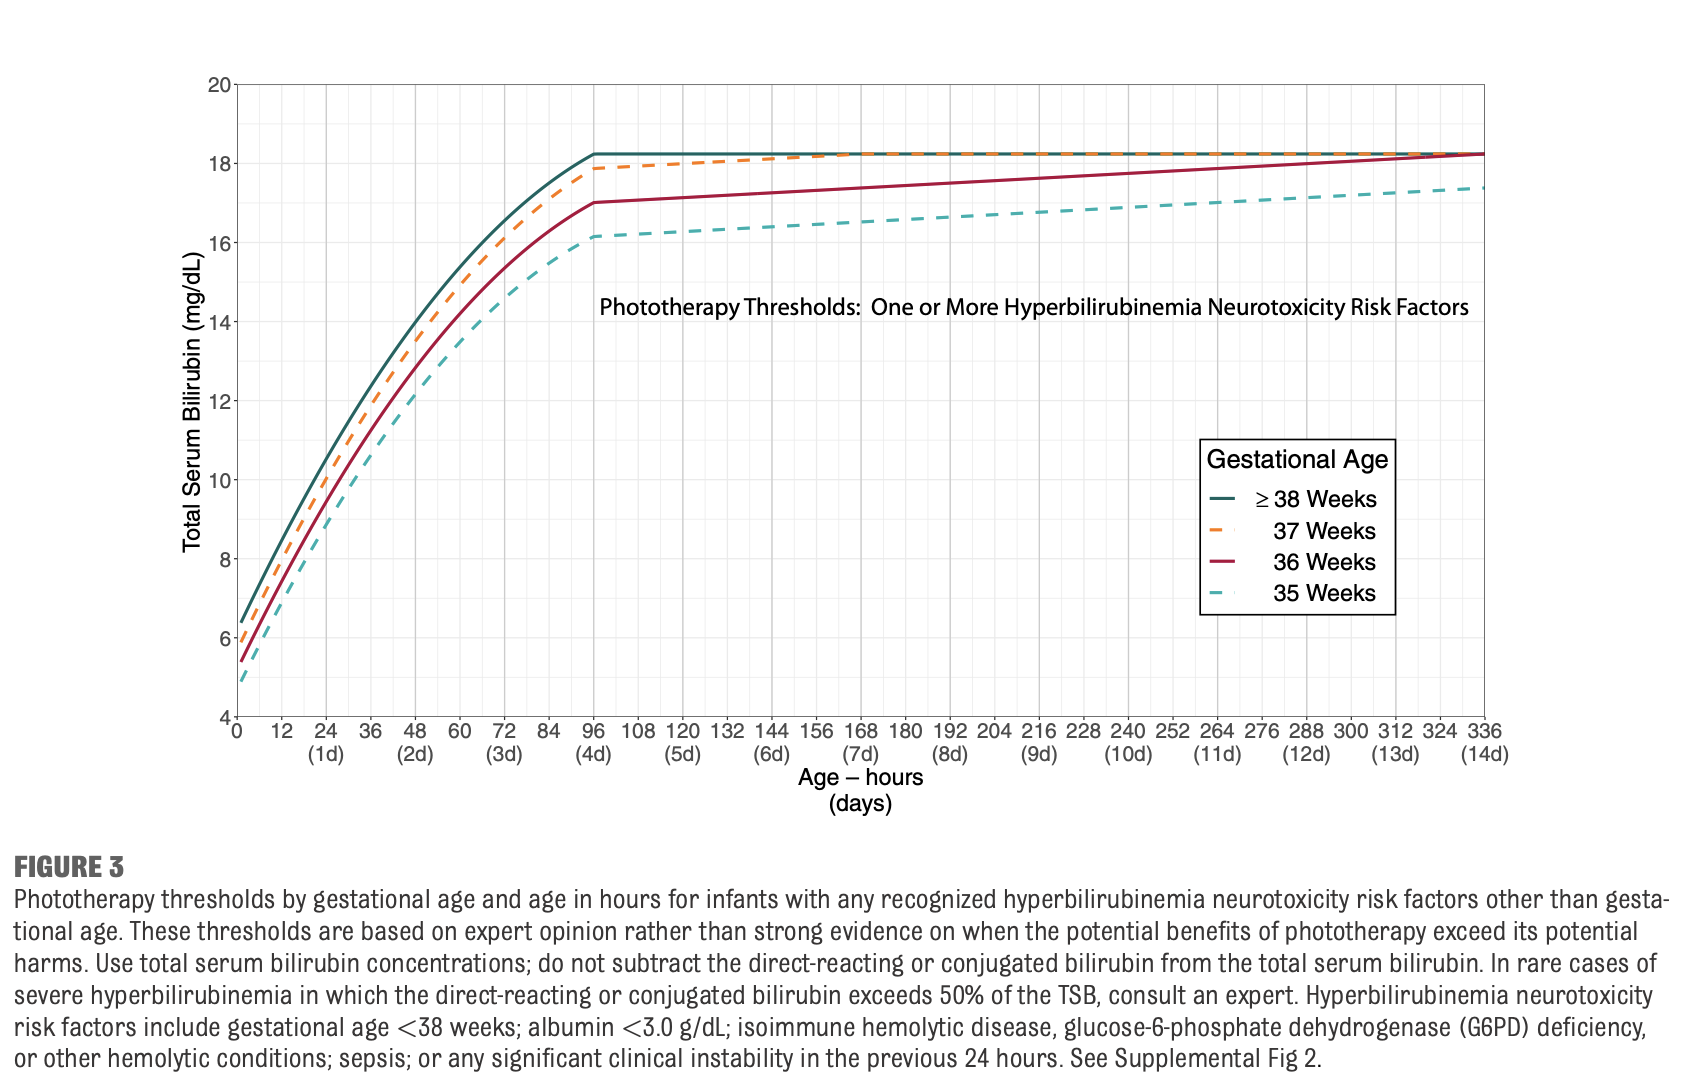 20
18
16
14
12
10
8
6
4
Total Serum Bilirubin (mg/dL)
Phototherapy Thresholds: One or More Hyperbilirubinemia Neurotoxicity Risk Factors
Gestational Age
≥ 38 Weeks
37 Weeks
36 Weeks
35 Weeks
0 12 24 36 48 60 72 84 96 108 120 132 144 156 168 180 192 204 216 228 240 252 264 276 288 300 312 324 336
(1d) (2d) (3d) (4d) (5d) (6d) (7d) (8d) (9d) (10d) (11d) (12d) (13d) (14d)
Age – hours
(days)
FIGURE 3
Phototherapy thresholds by gestational age and age in hours for infants with any recognized hyperbilirubinemia neurotoxicity risk factors other than gesta-
tional age. These thresholds are based on expert opinion rather than strong evidence on when the potential benefits of phototherapy exceed its potential
harms. Use total serum bilirubin concentrations; do not subtract the direct-reacting or conjugated bilirubin from the total serum bilirubin. In rare cases of
severe hyperbilirubinemia in which the direct-reacting or conjugated bilirubin exceeds 50% of the TSB, consult an expert. Hyperbilirubinemia neurotoxicity
risk factors include gestational age <38 weeks; albumin <3.0 g/dL; isoimmune hemolytic disease, glucose-6-phosphate dehydrogenase (G6PD) deficiency,
or other hemolytic conditions; sepsis; or any significant clinical instability in the previous 24 hours. See Supplemental Fig 2.